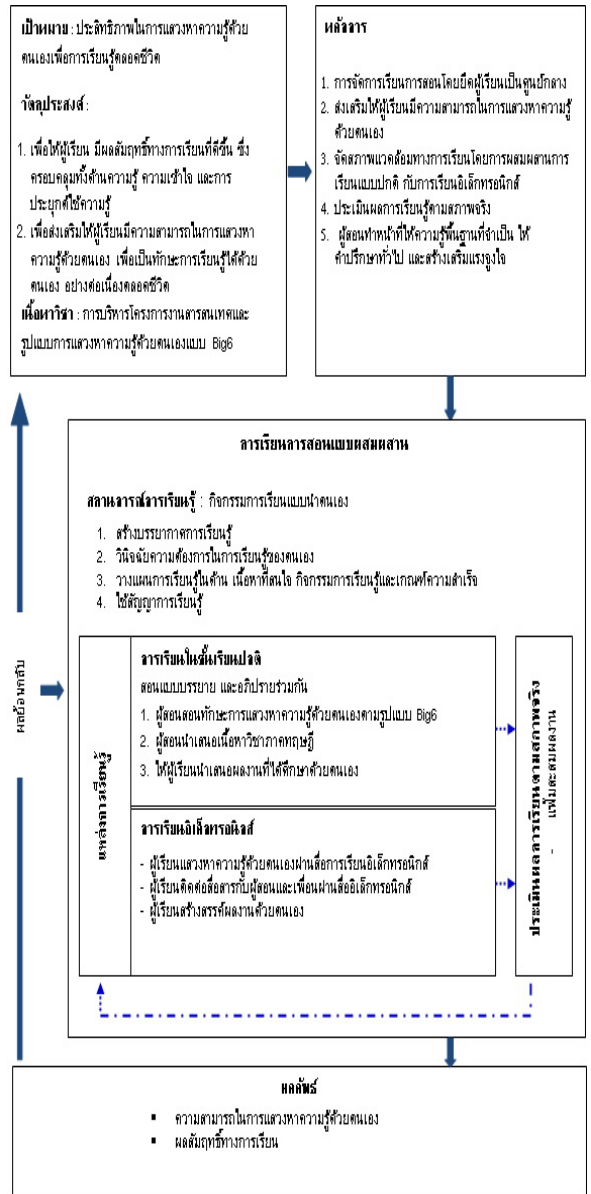 เป้าหมาย : ประสิทธิภาพในการแสวงหาความรู้ด้วย
ตนเองเพื่อการเรียนรู้ตลอดชีวิต
วัตถุประสงค์ :
1. เพื่อให้ผู้เรียน มีผลสัมฤทธิ์ทางการเรียนที่ดีขึ้น ซึ่ง
ครอบคลุมทั้งด้านความรู้ ความเข้าใจ และการ
ประยุกต์ใช้ความรู้
2. เพื่อส่งเสริมให้ผู้เรียนมีความสามารถในการแสวงหา
ความรู้ด้วยตนเอง เพื่อเป็นทักษะการเรียนรู้ได้ด้วย
ตนเอง อย่างต่อเนื่องตลอดชีวิต
เนื้อหาวิชา : การบริหารโครงการงานสารสนเทศและ
รูปแบบการแสวงหาความรู้ด้วยตนเองแบบ Big6
หลักการ
1. การจัดการเรียนการสอนโดยยึดผู้เรียนเป็นศูนย์กลาง
2. ส่งเสริมให้ผู้เรียนมีความสามารถในการแสวงหาความรู้
ด้วยตนเอง
3. จัดสภาพแวดล้อมทางการเรียนโดยการผสมผสานการ
เรียนแบบปกติ กับการเรียนอิเล็กทรอนิกส์
4. ประเมินผลการเรียนรู้ตามสภาพจริง
5. ผู้สอนทำหน้าที่ให้ความรู้พื้นฐานที่จำเป็น ให้
คำปรึกษาทั่วไป และสร้างเสริมแรงจูงใจ
การเรียนการสอนแบบผสมผสาน
สถานการณ์การเรียนรู้ : กิจกรรมการเรียนแบบนำตนเอง
1. สร้างบรรยากาศการเรียนรู้
2. วินิจฉัยความต้องการในการเรียนรู้ของตนเอง
3. วางแผนการเรียนรู้ในด้าน เนื้อหาที่สนใจ กิจกรรมการเรียนรู้และเกณฑ์ความสำเร็จ
4. ใช้สัญญาการเรียนรู้
ผลย้อนกลับ
แหล่งการเรียนรู้
การเรียนในชั้นเรียนปกติ
สอนแบบบรรยาย และอภิปรายร่วมกัน
1. ผู้สอนสอนทักษะการแสวงหาความรู้ด้วยตนเองตามรูปแบบ Big6
2. ผู้สอนนำเสนอเนื้อหาวิชาภาคทฤษฎี
3. ให้ผู้เรียนนำเสนอผลงานที่ได้ศึกษาด้วยตนเอง
การเรียนอิเล็กทรอนิกส์
- ผู้เรียนแสวงหาความรู้ด้วยตนเองผ่านสื่อการเรียนอิเล็กทรอนิกส์
- ผู้เรียนติดต่อสื่อสารกับผู้สอนและเพื่อนผ่านสื่ออิเล็กทรอนิกส์
- ผู้เรียนสร้างสรรค์ผลงานด้วยตนเอง
ประเมินผลการเรียนตามสภาพจริง
- แฟ้มสะสมผลงาน
ผลลัพธ์
▪ ความสามารถในการแสวงหาความรู้ด้วยตนเอง
▪ ผลสัมฤทธิ์ทางการเรียน